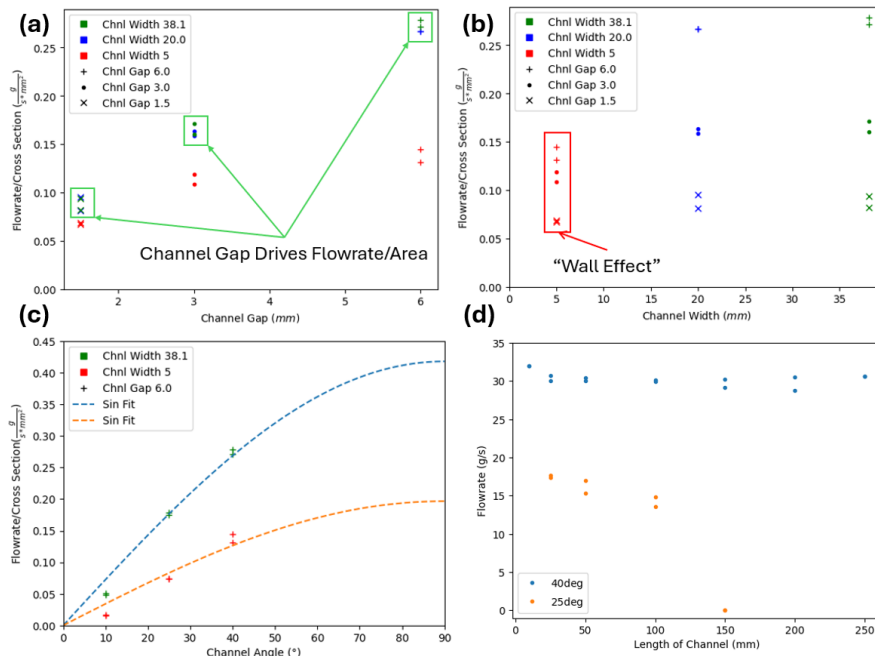 (a)
Chnl Width 38.1
Chnl Width 20.0
Chnl Width 5
Chnl Gap 6.0
Chnl Gap 3.0
Chnl Gap 1.5
Channel Gap Drives Flowrate/Area
Flowrate/Cross Section (g/s*mm²)
0.00
0.05
0.10
0.15
0.20
0.25
2
3
4
5
6
Channel Gap (mm)
(b)
Chnl Width 38.1
Chnl Width 20.0
Chnl Width 5
Chnl Gap 6.0
Chnl Gap 3.0
Chnl Gap 1.5
“Wall Effect”
Flowrate/Cross Section (g/s*mm²)
0.00
0.05
0.10
0.15
0.20
0.25
0
5
10
15
20
25
30
35
Channel Width (mm)
(c)
Chnl Width 38.1
Chnl Width 5
Chnl Gap 6.0
Sin Fit
Sin Fit
Flowrate/Cross Section(g/s*mm²)
0.00
0.05
0.10
0.15
0.20
0.25
0.30
0.35
0.40
0.45
0
10
20
30
40
50
60
70
80
90
Channel Angle (°)
(d)
Flowrate (g/s)
0
5
10
15
20
25
30
35
40deg
25deg
0
50
100
150
200
250
Length of Channel (mm)